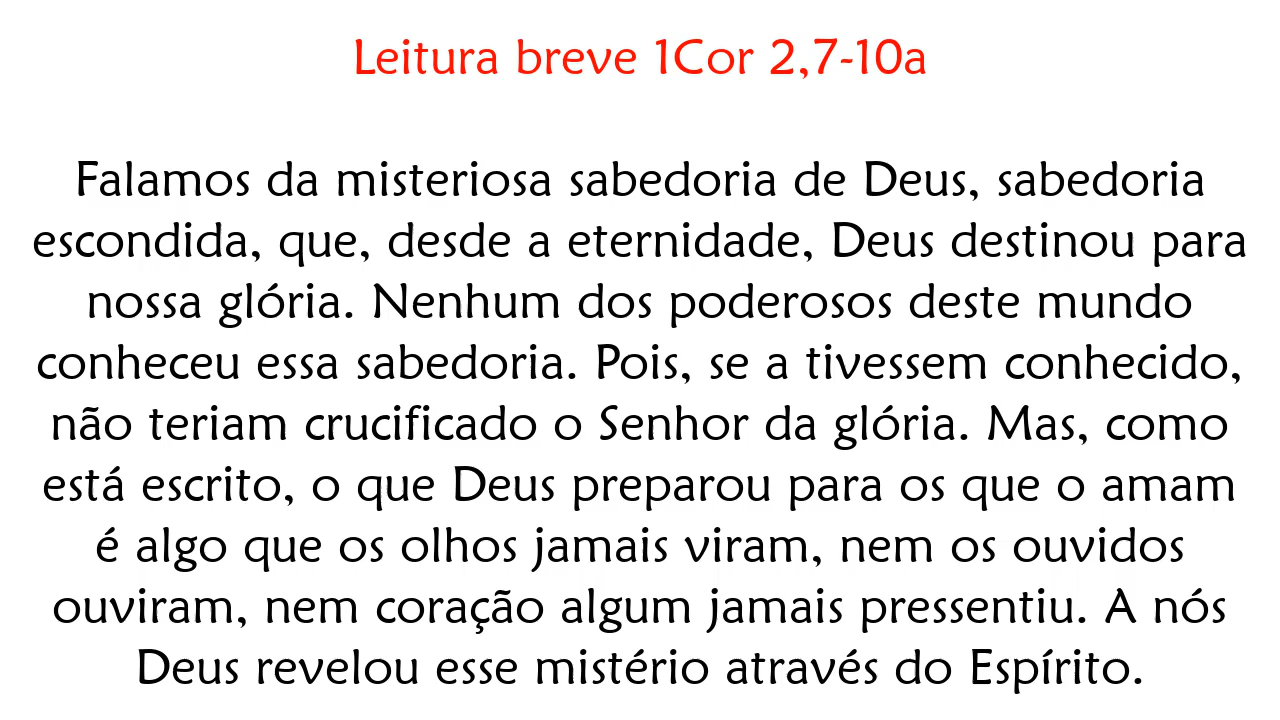 Leitura breve 1Cor 2,7-10a
Falamos da misteriosa sabedoria de Deus, sabedoria
escondida, que, desde a eternidade, Deus destinou para
nossa glória. Nenhum dos poderosos deste mundo
conheceu essa sabedoria. Pois, se a tivessem conhecido,
não teriam crucificado o Senhor da glória. Mas, como
está escrito, o que Deus preparou para os que o amam
é algo que os olhos jamais viram, nem os ouvidos
ouviram, nem coração algum jamais pressentiu. A nós
Deus revelou esse mistério através do Espírito.